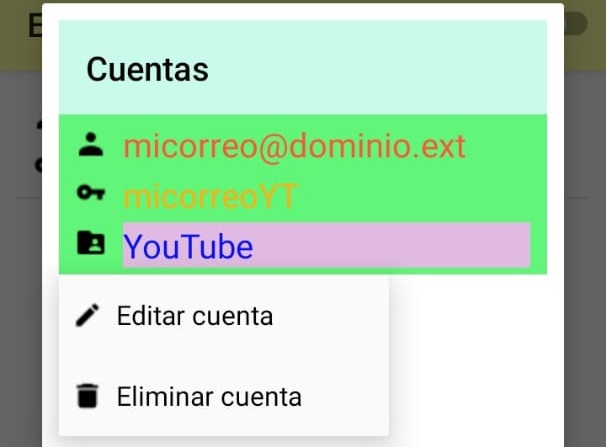 E
Cuentas
micorreo@dominio.ext
micorreoYT
YouTube
Editar cuenta
Eliminar cuenta